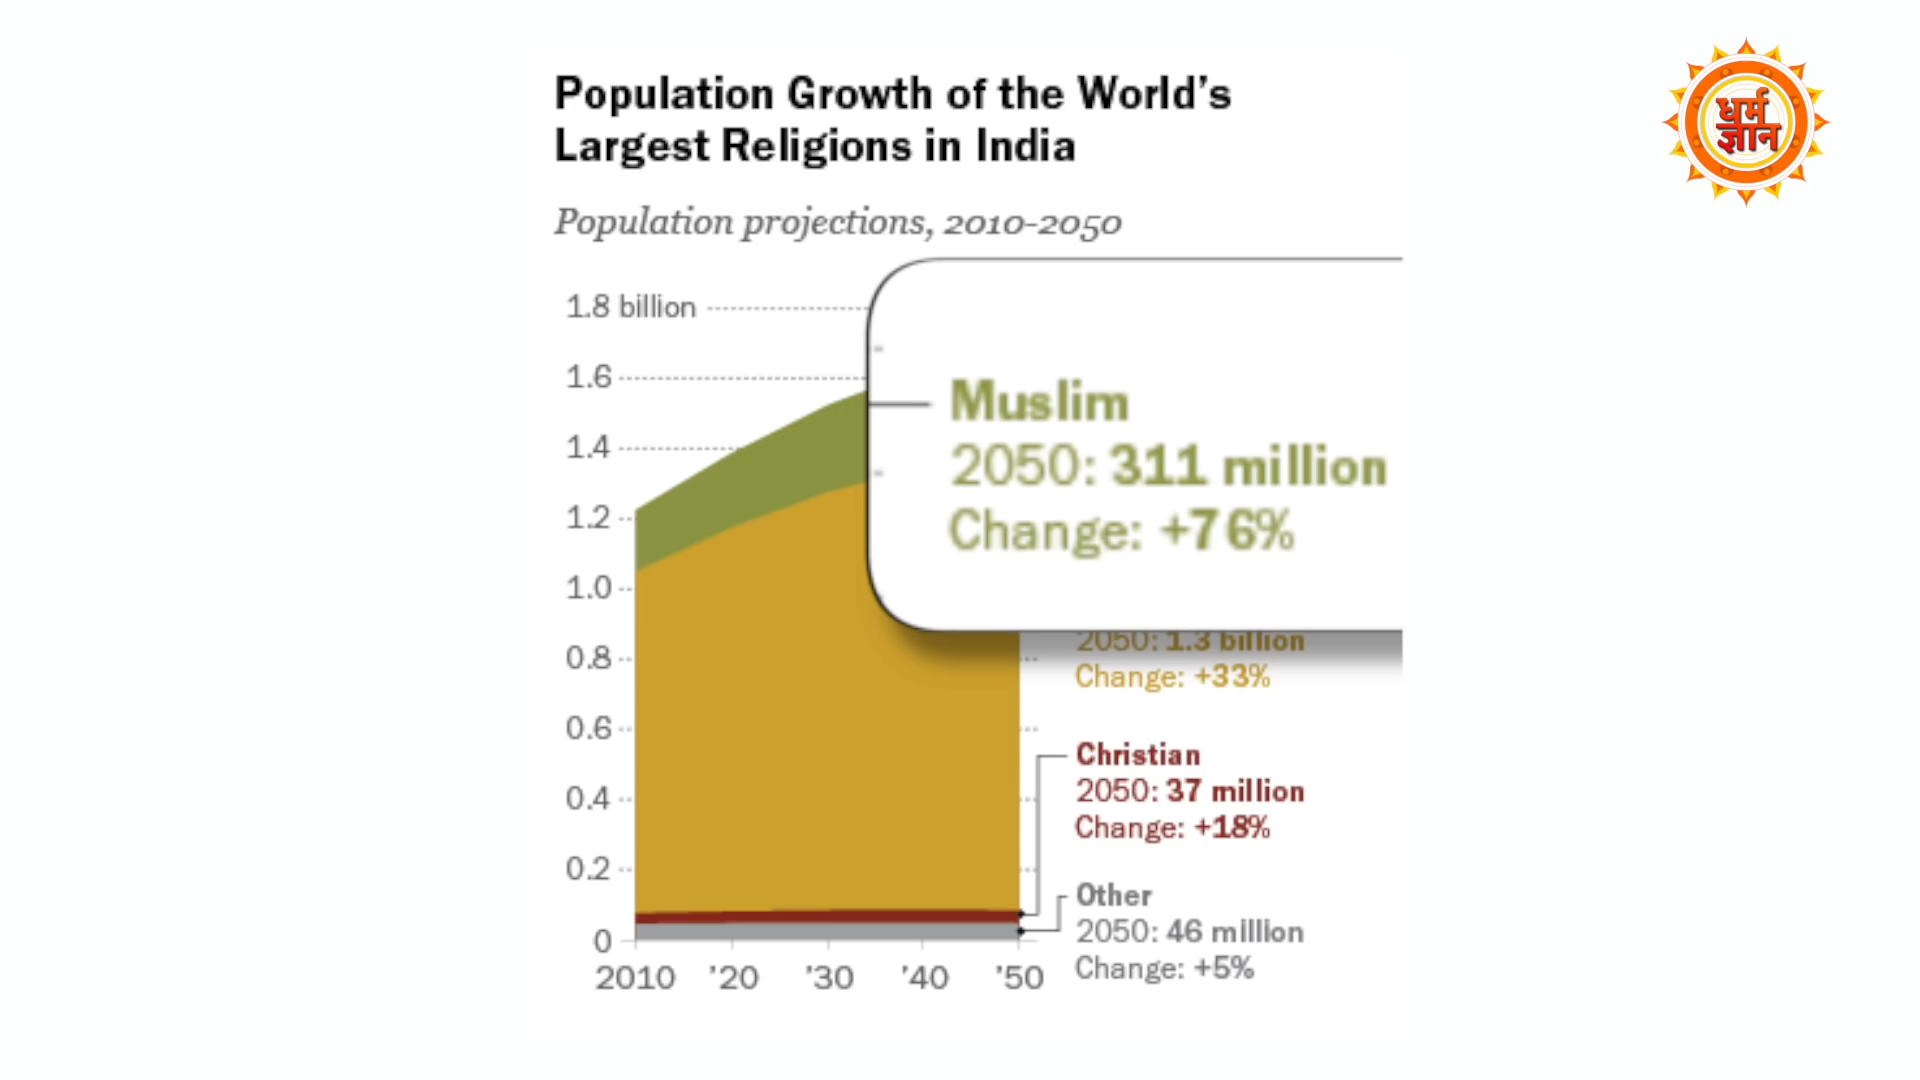 Population Growth of the World's
Largest Religions in India
Population projections, 2010-2050
1.8 billion
1.6
1.4
1.2
1.0
0.8
0.6
0.4
0.2
0
2010 '20 '30 '40 '50
Muslim
2050: 311 million
Change: +76%
2050: 1.3 billion
Change: +33%
Christian
2050: 37 million
Change: +18%
Other
2050: 46 million
Change: +5%
धर्म
ज्ञान